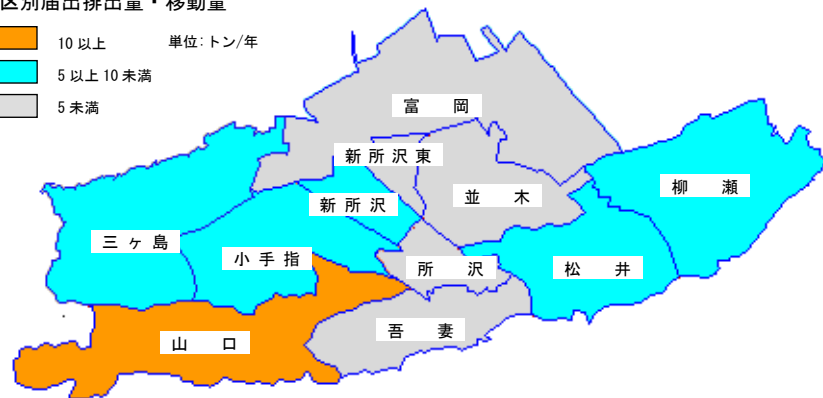 区別届出排出量・移動量
10 以上
単位：トン/年
5 以上 10 未満
5 未満
富岡
新所沢東
柳瀬
並木
新所沢
三ヶ島
小手指
所沢
松井
吾妻
山口